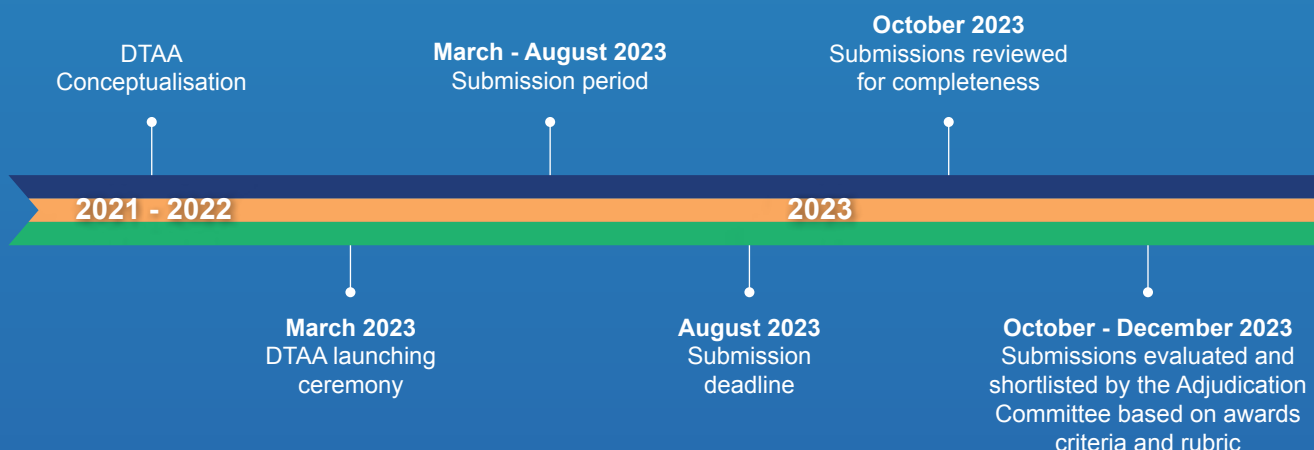 DTAA
Conceptualisation
March - August 2023
Submission period
October 2023
Submissions reviewed
for completeness
2021 - 2022
2023
March 2023
DTAA launching
ceremony
August 2023
Submission
deadline
October - December 2023
Submissions evaluated and
shortlisted by the Adjudication
Committee based on awards
criteria and rubric